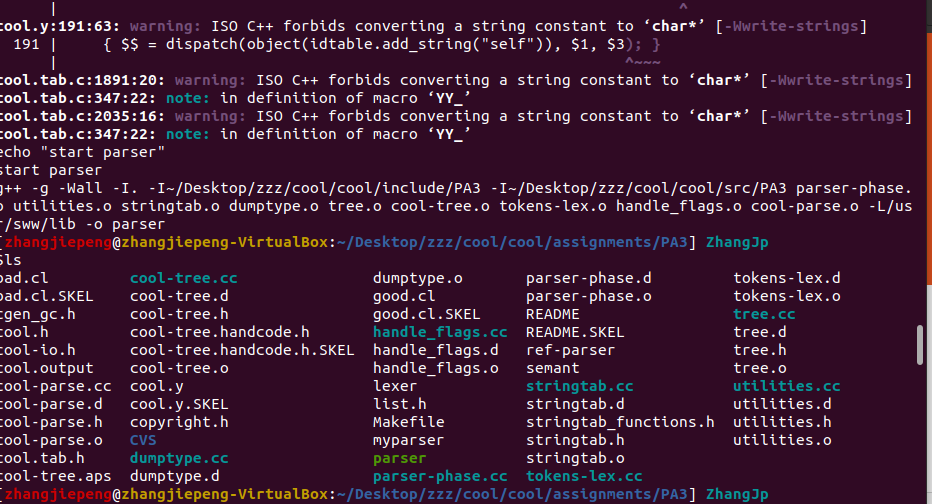 |                                                                          ^
cool.y:191:63: warning: ISO C++ forbids converting a string constant to ‘char*’ [-Wwrite-strings]
191 |     { $$ = dispatch(object(idtable.add_string("self")), $1, $3); }
|                                                                    ^~~~
cool.tab.c:1891:20: warning: ISO C++ forbids converting a string constant to ‘char*’ [-Wwrite-strings]
cool.tab.c:347:22: note: in definition of macro ‘YY_’
cool.tab.c:2035:16: warning: ISO C++ forbids converting a string constant to ‘char*’ [-Wwrite-strings]
cool.tab.c:347:22: note: in definition of macro ‘YY_’
echo "start parser"
start parser
g++ -g -Wall -I. -I~/Desktop/zzz/cool/cool/include/PA3 -I~/Desktop/zzz/cool/cool/src/PA3 parser-phase.
o utilities.o stringtab.o dumptype.o tree.o cool-tree.o tokens-lex.o handle_flags.o cool-parse.o -L/us
r/sww/lib -o parser
[zhangjiepeng@zhangjiepeng-VirtualBox:~/Desktop/zzz/cool/cool/assignments/PA3] ZhangJp
$ls
bad.cl cool-tree.cc dumptype.o parser-phase.d tokens-lex.d
bad.cl.SKEL cool-tree.d good.cl parser-phase.o tokens-lex.o
cgen_gc.h cool-tree.h good.cl.SKEL README tree.cc
cool.h cool-tree.handcode.h handle_flags.cc README.SKEL tree.d
cool-io.h cool-tree.handcode.h.SKEL handle_flags.d ref-parser tree.h
cool.output cool-tree.o handle_flags.o semant tree.o
cool-parse.cc cool.y lexer stringtab.cc utilities.cc
cool-parse.d cool.y.SKEL list.h stringtab.d utilities.d
cool-parse.h copyright.h Makefile stringtab_functions.h utilities.h
cool-parse.o CVS myparser stringtab.h utilities.o
cool.tab.h dumptype.cc parser stringtab.o
cool-tree.aps dumptype.d parser-phase.cc tokens-lex.cc
[zhangjiepeng@zhangjiepeng-VirtualBox:~/Desktop/zzz/cool/cool/assignments/PA3] ZhangJp